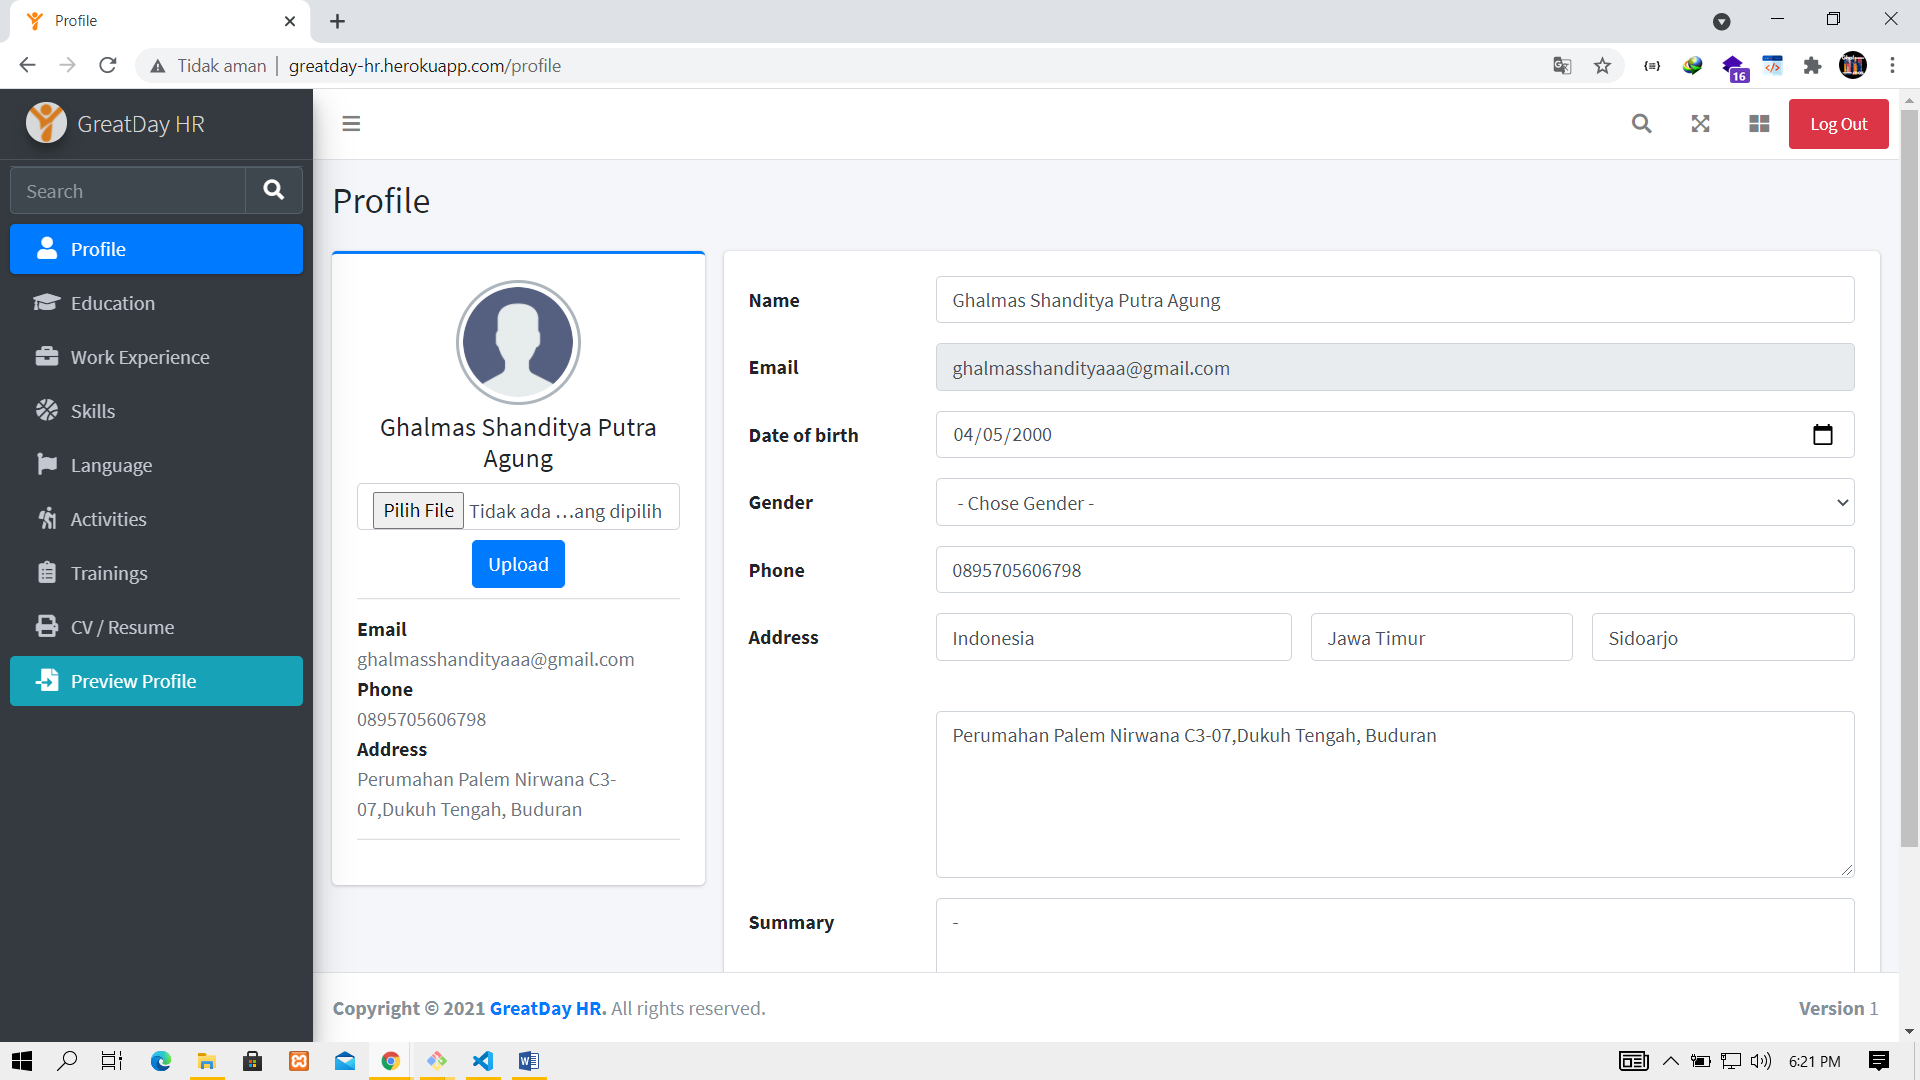 Profile
Tidak aman | greatday-hr.herokuapp.com/profile
16
GreatDay HR
Log Out
Search
Profile
Education
Work Experience
Skills
Language
Activities
Trainings
CV / Resume
Preview Profile
Profile
Ghalmas Shanditya Putra
Agung
Pilih File Tidak ada ...ang dipilih
Upload
Email
ghalmasshandityaaa@gmail.com
Phone
0895705606798
Address
Perumahan Palem Nirwana C3-
07,Dukuh Tengah, Buduran
Name Ghalmas Shanditya Putra Agung
Email ghalmasshandityaaa@gmail.com
Date of birth 04/05/2000
Gender - Chose Gender -
Phone 0895705606798
Address Indonesia Jawa Timur Sidoarjo
Perumahan Palem Nirwana C3-07,Dukuh Tengah, Buduran
Summary -
Copyright © 2021 GreatDay HR. All rights reserved.
Version 1
6:21 PM